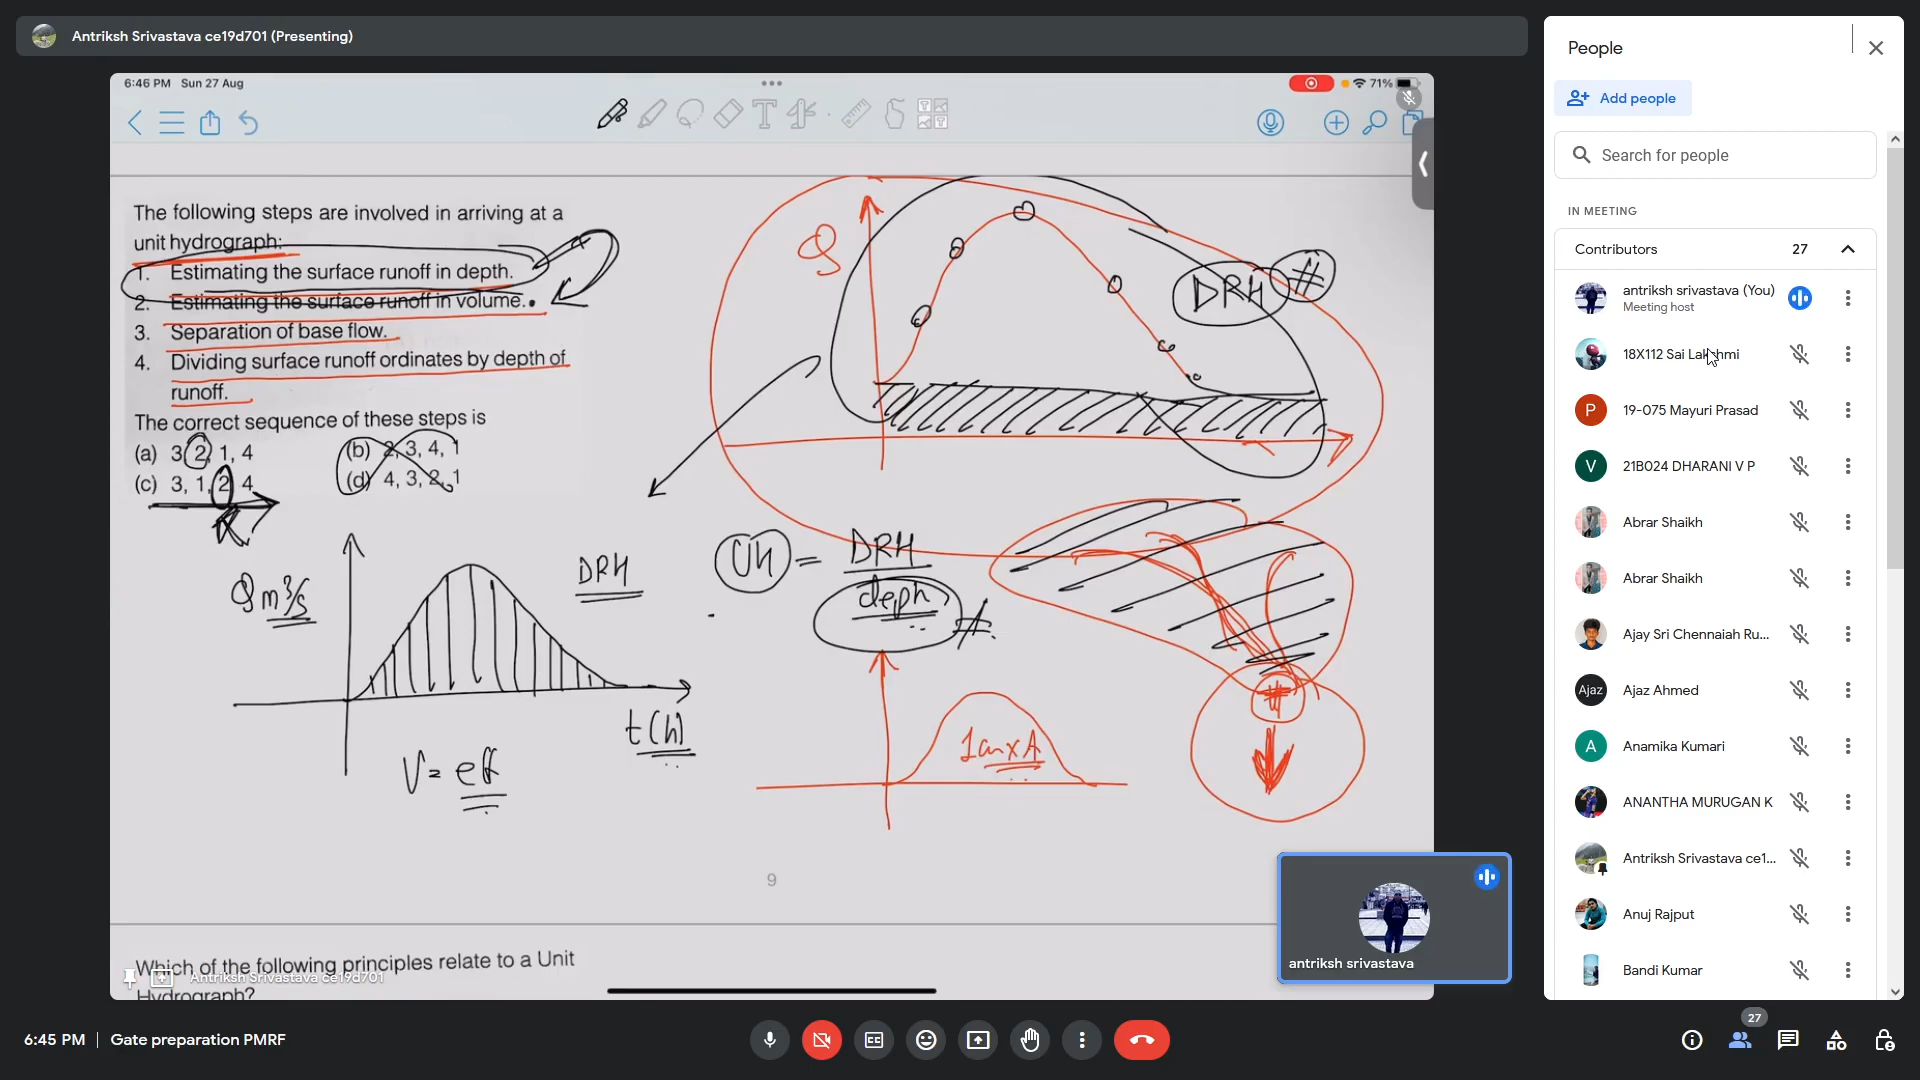 Antriksh Srivastava ce19d701 (Presenting)
6:46 PM Sun 27 Aug
71%
The following steps are involved in arriving at a
unit hydrograph:
1. Estimating the surface runoff in depth.
2. Estimating the surface runoff in volume.
3. Separation of base flow.
4. Dividing surface runoff ordinates by depth of
runoff.
The correct sequence of these steps is
(a) 3, 2, 1, 4
(b) 2, 3, 4, 1
(c) 3, 1, 2, 4
(d) 4, 3, 2, 1
Q
DRH #
Q m³/s
DRH
t(h)
UH = DRH
deph
#
1cm x A
#
9
Which of the following principles relate to a Unit
Hydrograph?
Antriksh Srivastava ce19d701
antriksh srivastava
People
Add people
Search for people
IN MEETING
Contributors 27
antriksh srivastava (You)
Meeting host
18X112 Sai Lakshmi
P 19-075 Mayuri Prasad
V 21B024 DHARANI V P
Abrar Shaikh
Abrar Shaikh
Ajay Sri Chennaiah Ru...
Ajaz Ajaz Ahmed
A Anamika Kumari
ANANTHA MURUGAN K
Antriksh Srivastava ce1...
Anuj Rajput
Bandi Kumar
6:45 PM | Gate preparation PMRF
27